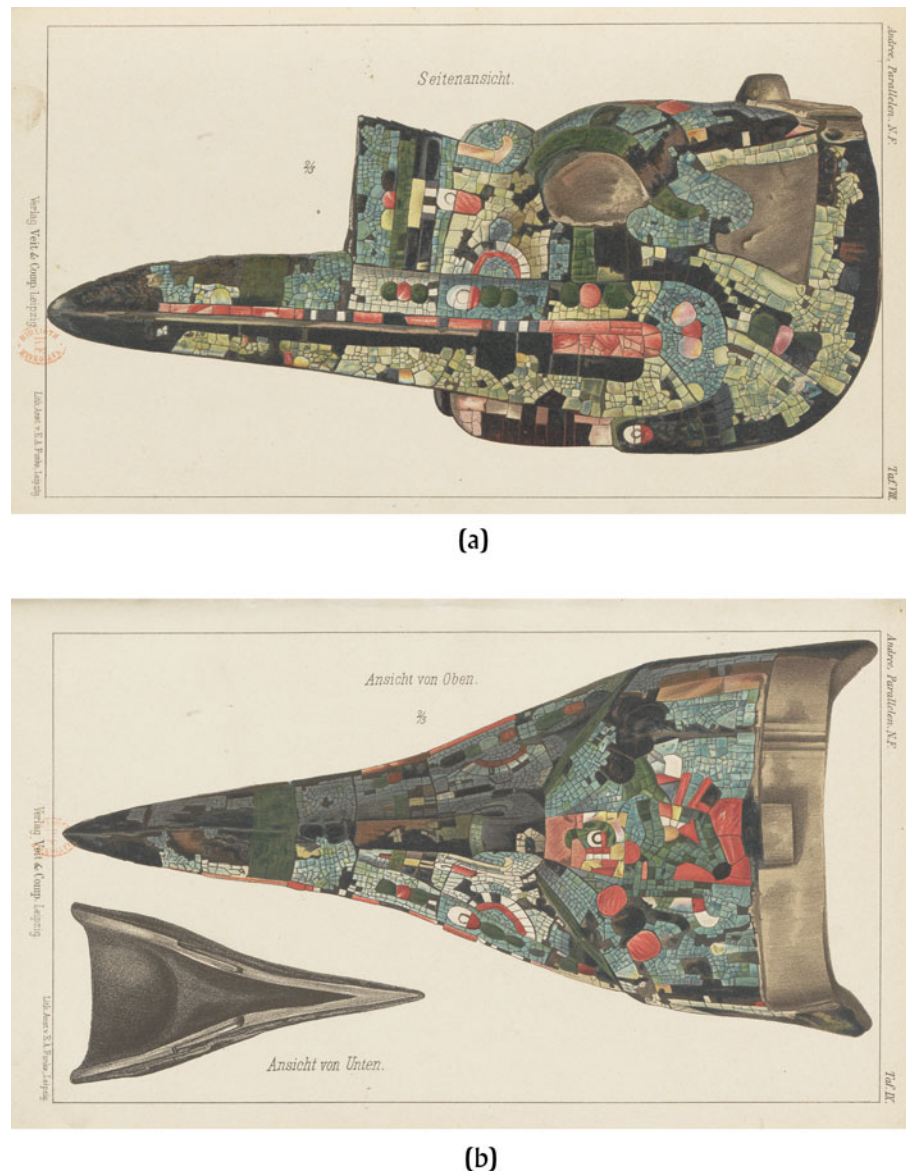 Seitenansicht.
Andree, Parallelen. N.F.
2/3
Verlag Veit & Comp. Leipzig
Lith. Anst. v. E.A. Funke, Leipzig.
Taf. VIII.
(a)
Ansicht von Oben.
Andree, Parallelen. N.F.
2/3
Verlag Veit & Comp. Leipzig
Lith. Anst. v. E.A. Funke, Leipzig.
Ansicht von Unten.
Taf. IX.
(b)